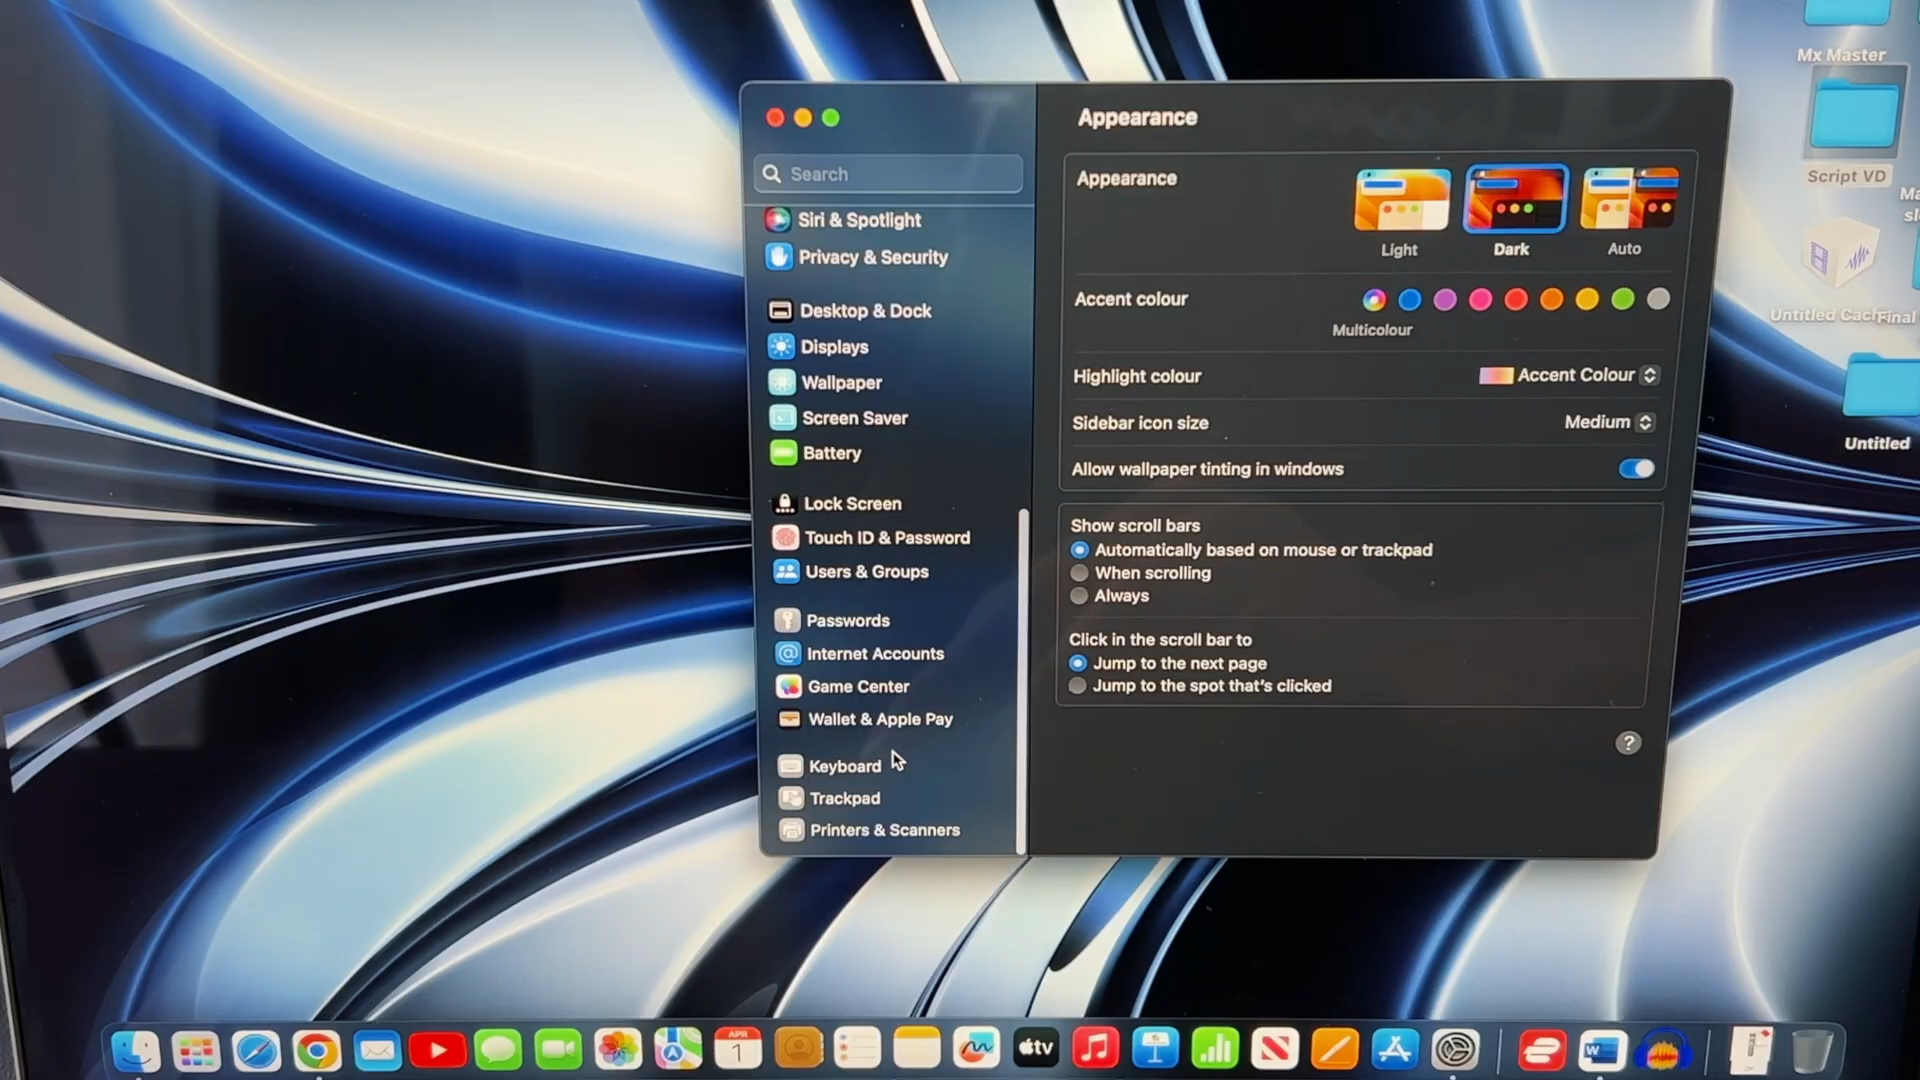 Search
Siri & Spotlight
Privacy & Security
Desktop & Dock
Displays
Wallpaper
Screen Saver
Battery
Lock Screen
Touch ID & Password
Users & Groups
Passwords
Internet Accounts
Game Center
Wallet & Apple Pay
Keyboard
Trackpad
Printers & Scanners
Appearance
Appearance
Light
Dark
Auto
Accent colour
Multicolour
Highlight colour
Accent Colour
Sidebar icon size
Medium
Allow wallpaper tinting in windows
Show scroll bars
Automatically based on mouse or trackpad
When scrolling
Always
Click in the scroll bar to
Jump to the next page
Jump to the spot that's clicked
?
Mx Master
Script VD
Untitled
Final
Untitled
APR
1
tv
W